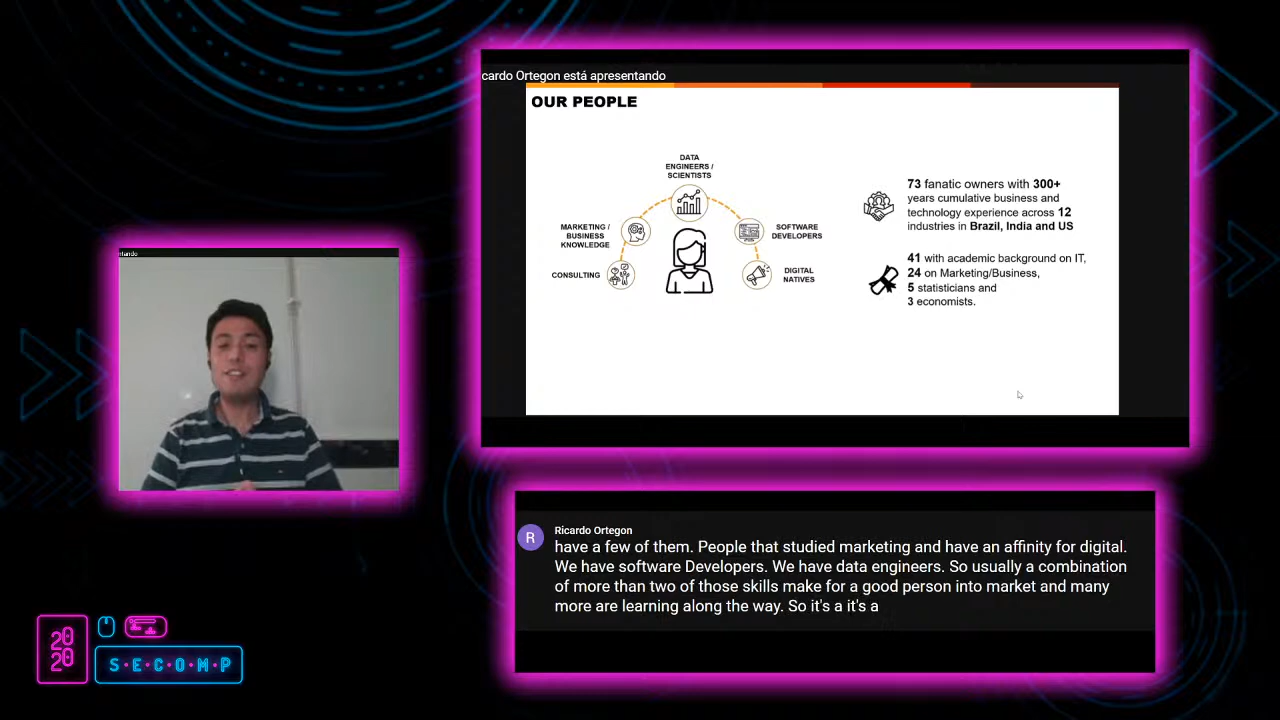 cardo Ortegon está apresentando
OUR PEOPLE
DATA
ENGINEERS /
SCIENTISTS
MARKETING /
BUSINESS
KNOWLEDGE
SOFTWARE
DEVELOPERS
CONSULTING
DIGITAL
NATIVES
73 fanatic owners with 300+
years cumulative business and
technology experience across 12
industries in Brazil, India and US
41 with academic background on IT,
24 on Marketing/Business,
5 statisticians and
3 economists.
ntando
R
Ricardo Ortegon
have a few of them. People that studied marketing and have an affinity for digital.
We have software Developers. We have data engineers. So usually a combination
of more than two of those skills make for a good person into market and many
more are learning along the way. So it's a it's a
20
20
S·E·C·O·M·P